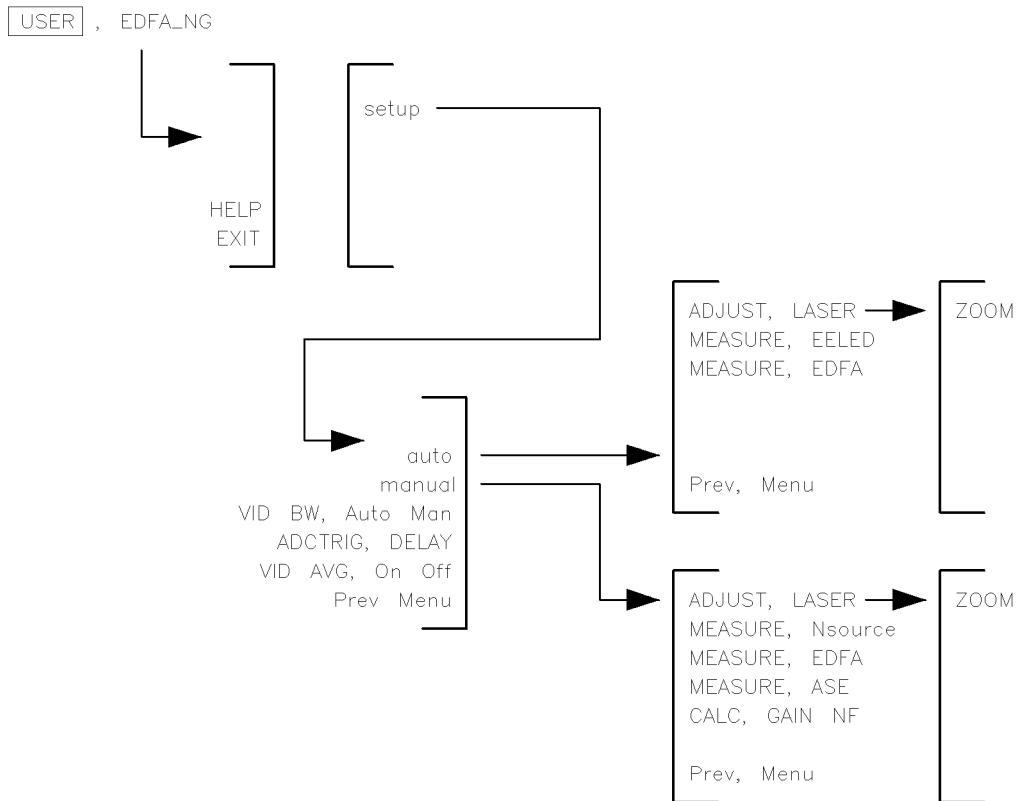 USER , EDFA_NG
setup
HELP
EXIT
auto
manual
VID BW, Auto Man
ADCTRIG, DELAY
VID AVG, On Off
Prev Menu
ADJUST, LASER
MEASURE, EELED
MEASURE, EDFA
Prev, Menu
ZOOM
ADJUST, LASER
MEASURE, Nsource
MEASURE, EDFA
MEASURE, ASE
CALC, GAIN NF
Prev, Menu
ZOOM